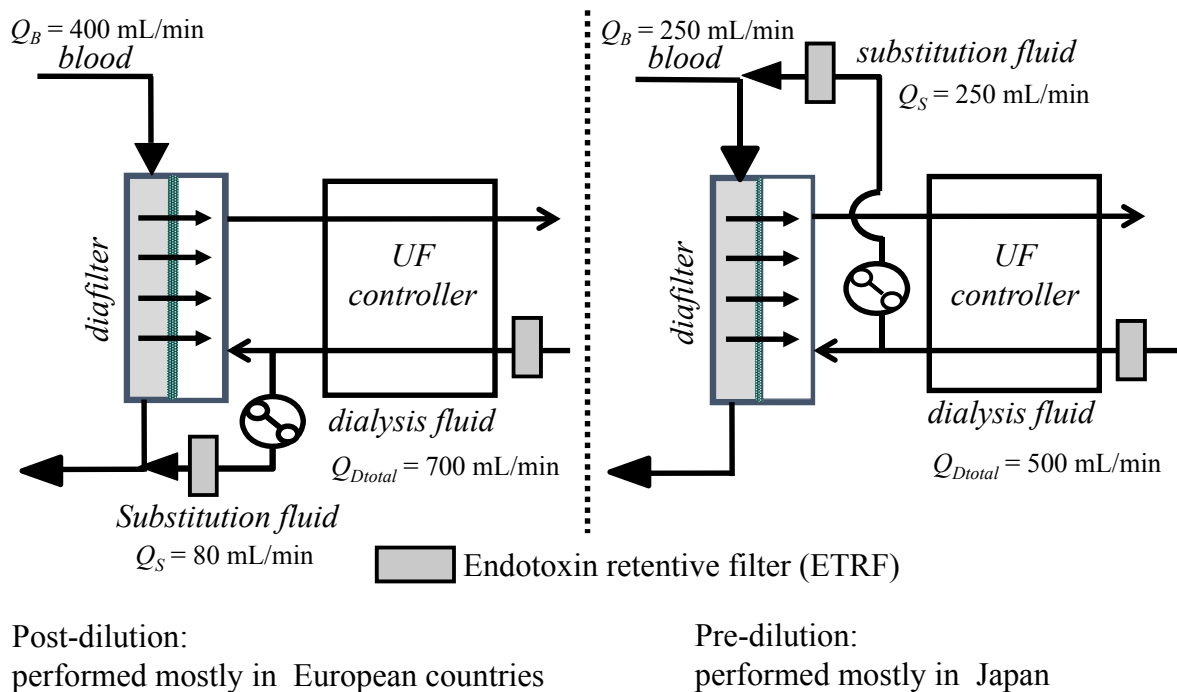 Q_B = 400 mL/min
blood
diafilter
UF
controller
dialysis fluid
Q_Dtotal = 700 mL/min
Substitution fluid
Q_S = 80 mL/min
Q_B = 250 mL/min
blood
substitution fluid
Q_S = 250 mL/min
diafilter
UF
controller
dialysis fluid
Q_Dtotal = 500 mL/min
Endotoxin retentive filter (ETRF)
Post-dilution:
performed mostly in European countries
Pre-dilution:
performed mostly in Japan